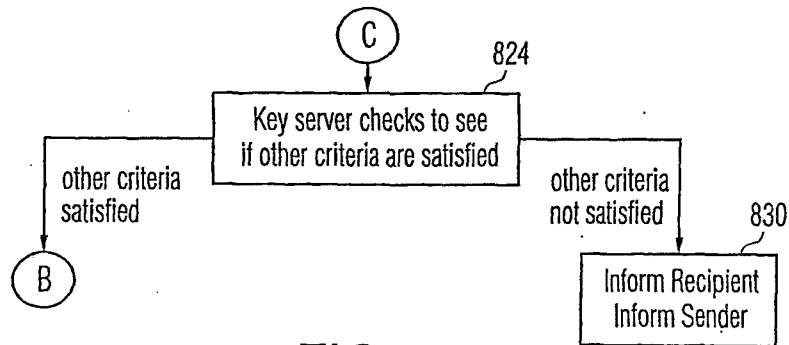 C
824
Key server checks to see
if other criteria are satisfied
other criteria
satisfied
other criteria
not satisfied
830
B
Inform Recipient
Inform Sender